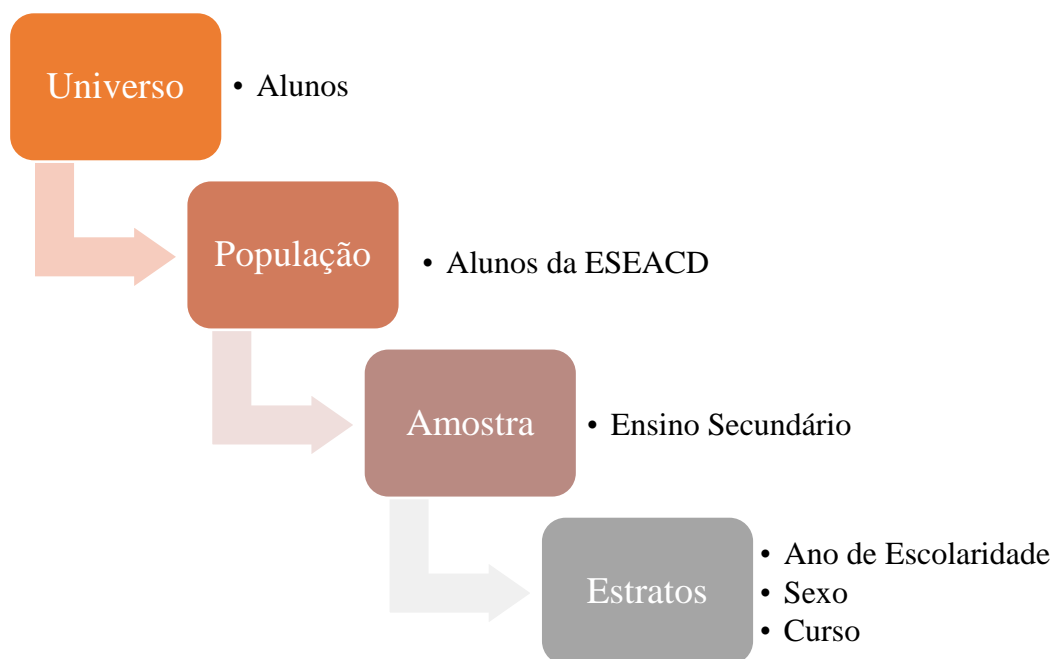 Universo
• Alunos
População
• Alunos da ESEACD
Amostra
• Ensino Secundário
Estratos
• Ano de Escolaridade
• Sexo
• Curso